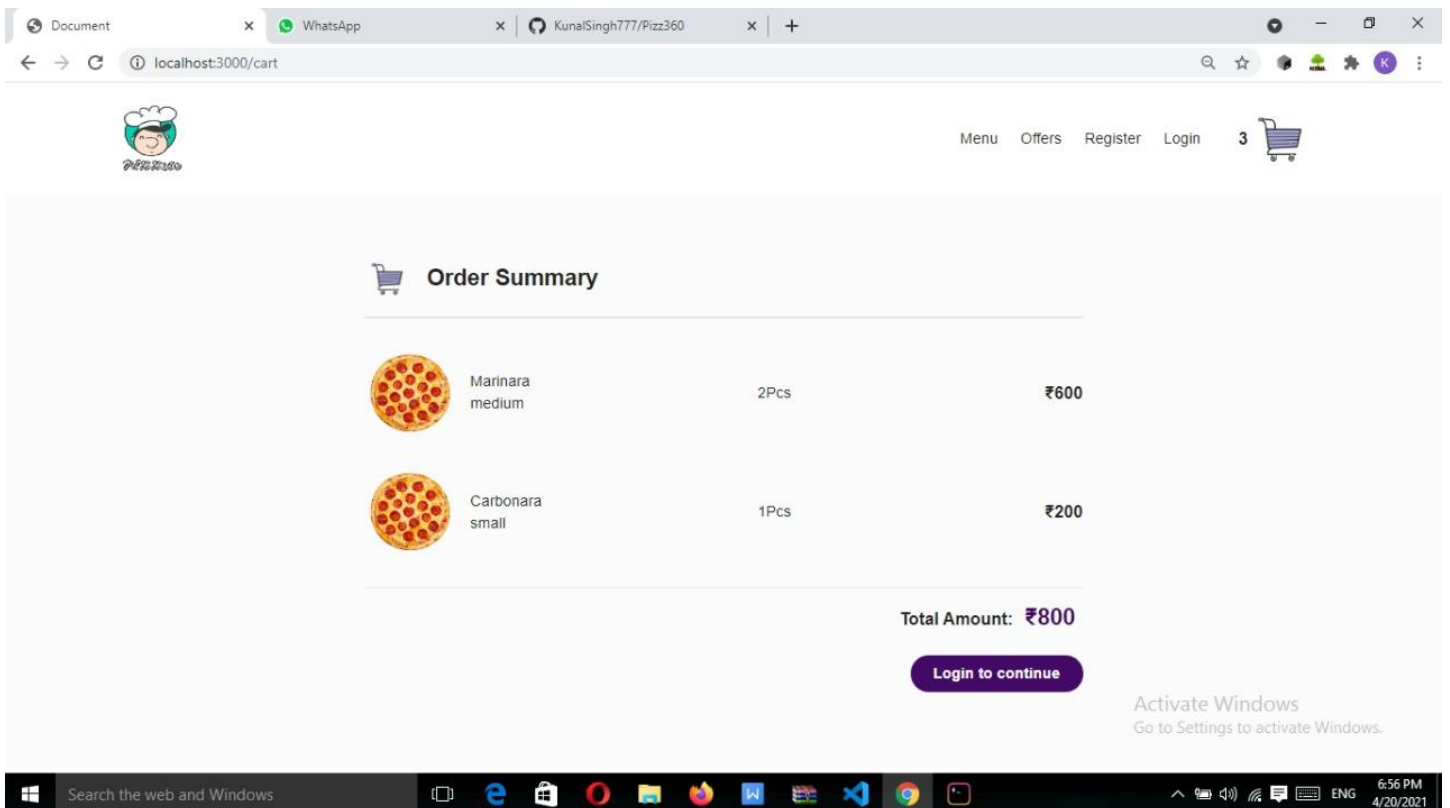 Document
WhatsApp
KunalSingh777/Pizz360
localhost:3000/cart
K
Menu Offers Register Login 3
Order Summary
Marinara
medium
2Pcs
₹600
Carbonara
small
1Pcs
₹200
Total Amount: ₹800
Login to continue
Activate Windows
Go to Settings to activate Windows.
Search the web and Windows
ENG
6:56 PM
4/20/2021